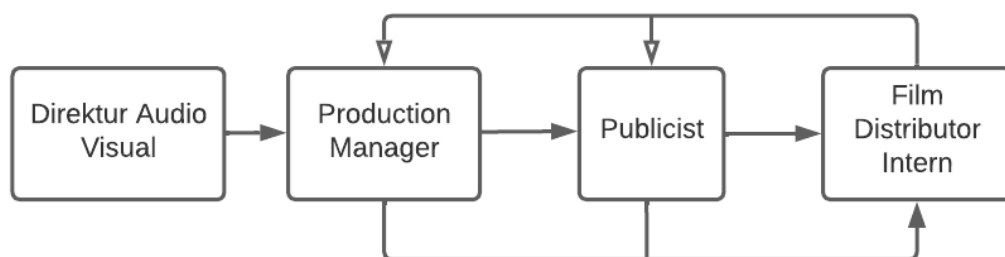 Direktur Audio
Visual
Production
Manager
Publicist
Film
Distributor
Intern